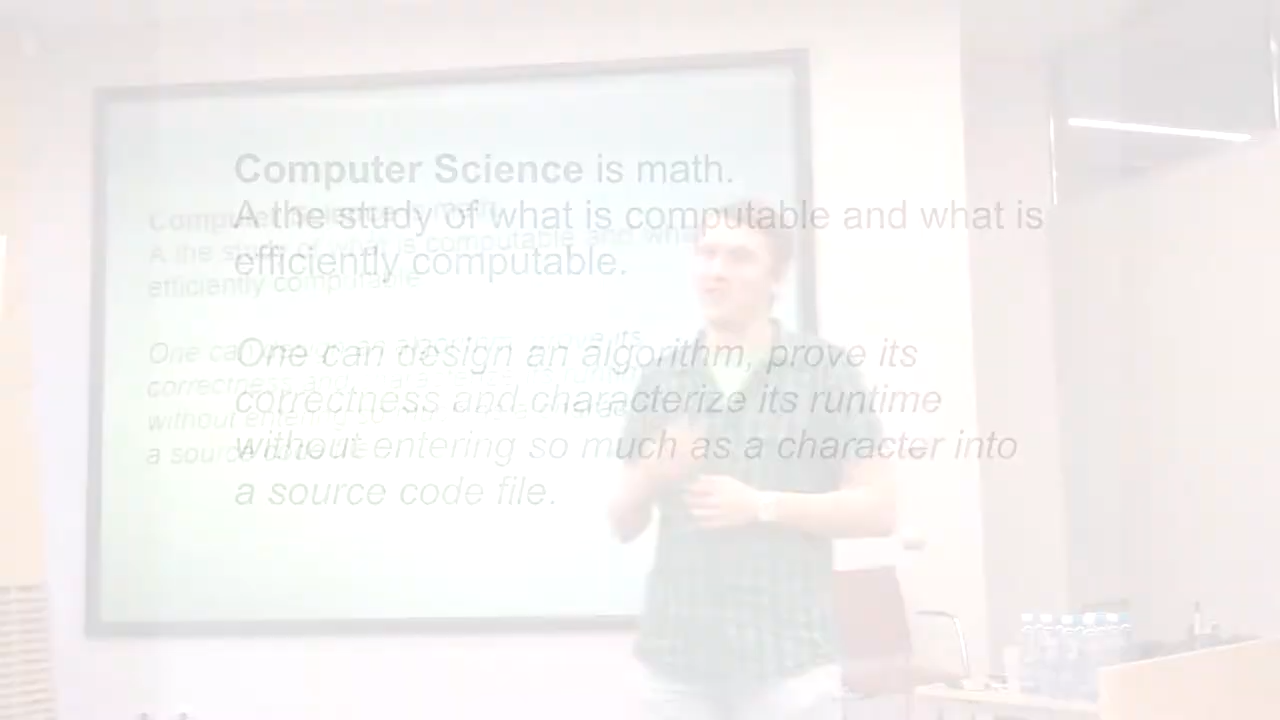 Computer Science is math.
A the study of what is computable and what is
efficiently computable.
One can design an algorithm, prove its
correctness and characterize its runtime
without entering so much as a character into
a source code file.